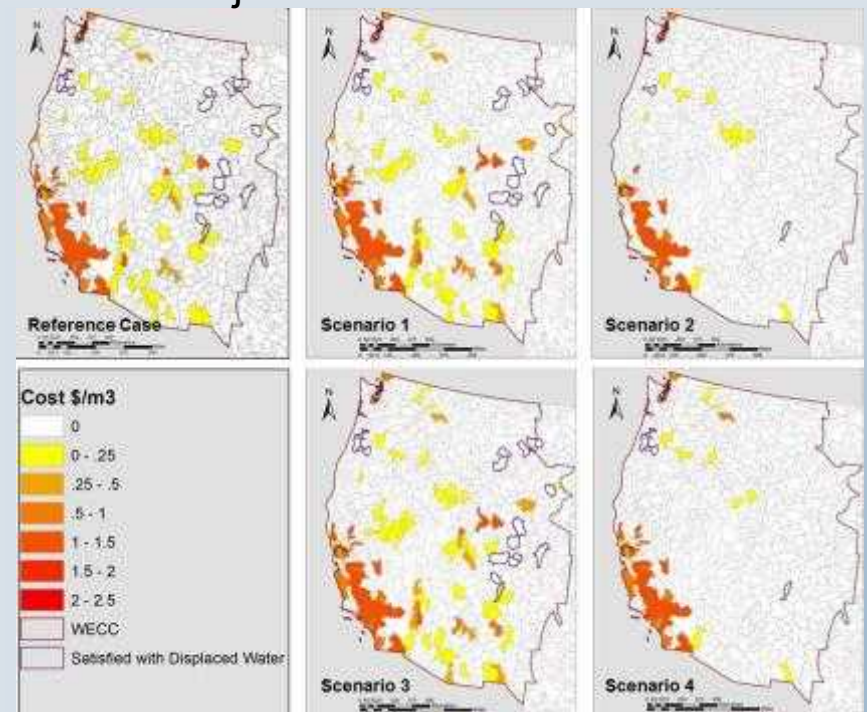 N
N
N
Reference Case
Scenario 1
Scenario 2
Cost $/m3
0
0 - .25
.25 - .5
.5 - 1
1 - 1.5
1.5 - 2
2 - 2.5
WECC
Satisfied with Displaced Water
N
N
Scenario 3
Scenario 4